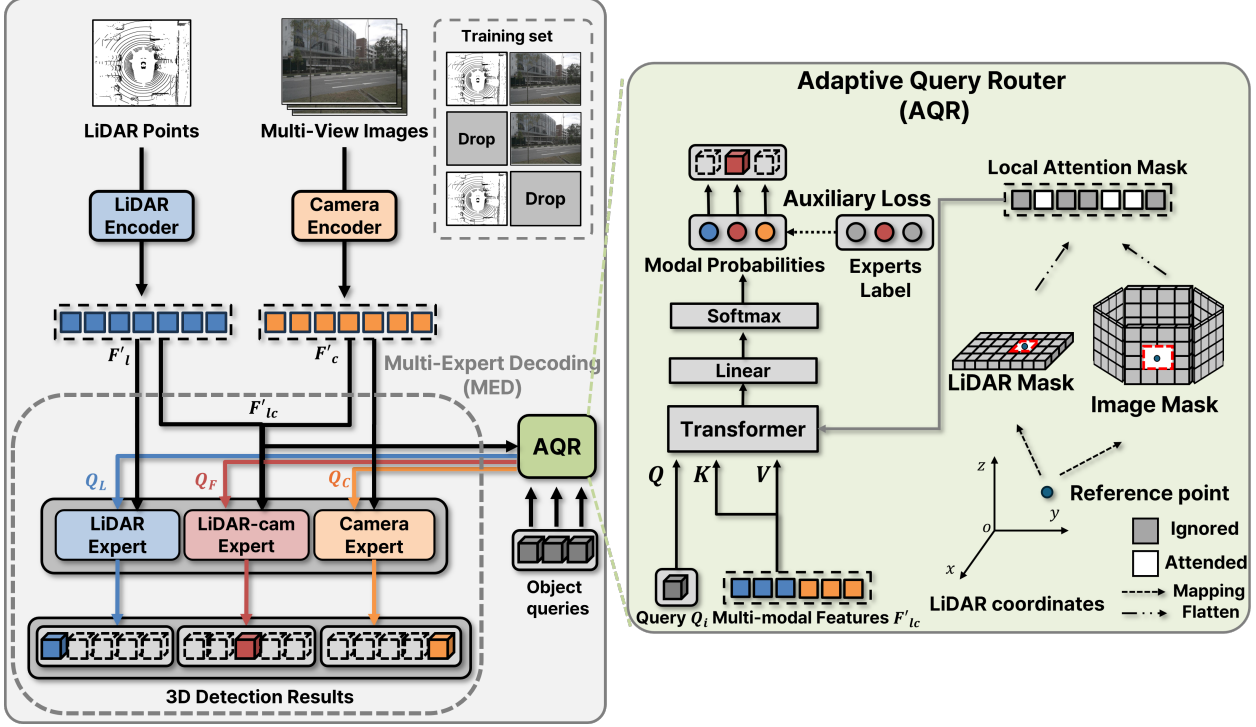 Training set
Drop
Drop
LiDAR Points
Multi-View Images
LiDAR
Encoder
Camera
Encoder
F'l
F'c
Multi-Expert Decoding
(MED)
F'lc
AQR
QL
QF
QC
LiDAR
Expert
LiDAR-cam
Expert
Camera
Expert
Object
queries
3D Detection Results
Adaptive Query Router
(AQR)
Local Attention Mask
Auxiliary Loss
Modal Probabilities
Experts
Label
Softmax
Linear
Transformer
LiDAR Mask
Image Mask
Q
K
V
z
Reference point
y
o
x
Ignored
Attended
Mapping
Flatten
LiDAR coordinates
Query Qi
Multi-modal Features F'lc